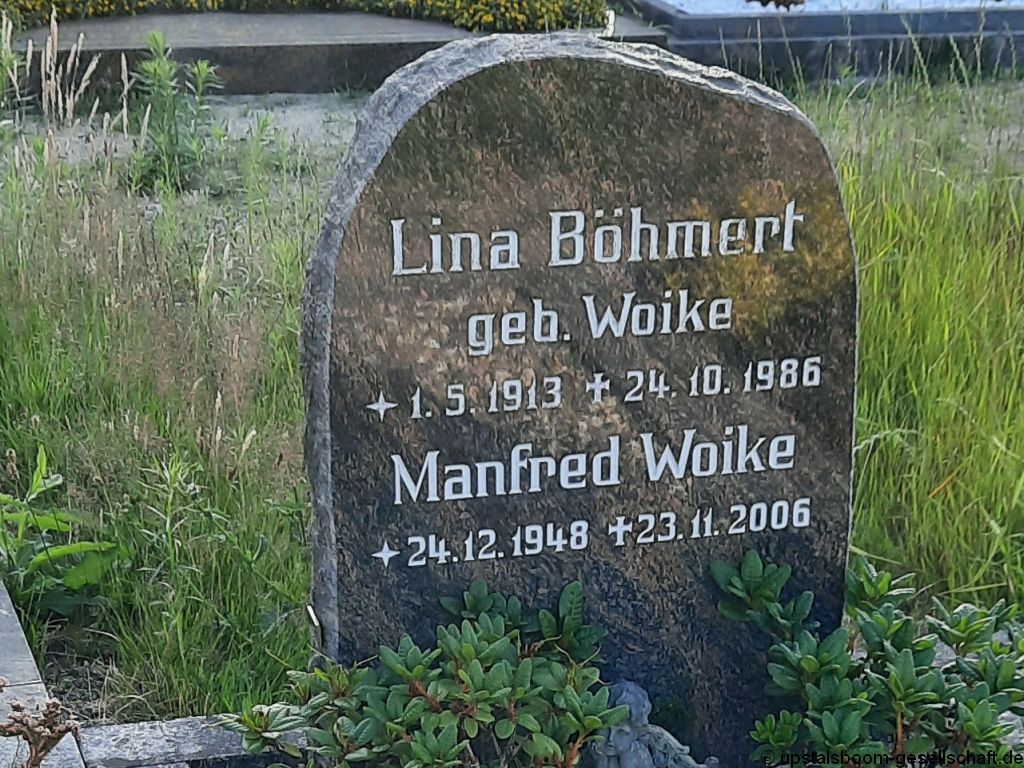 Lina Böhmert
geb. Woike
✦ 1. 5. 1913 ✝ 24. 10. 1986
Manfred Woike
✦ 24. 12. 1948 ✝ 23. 11. 2006
© upstalsboom-gesellschaft.de